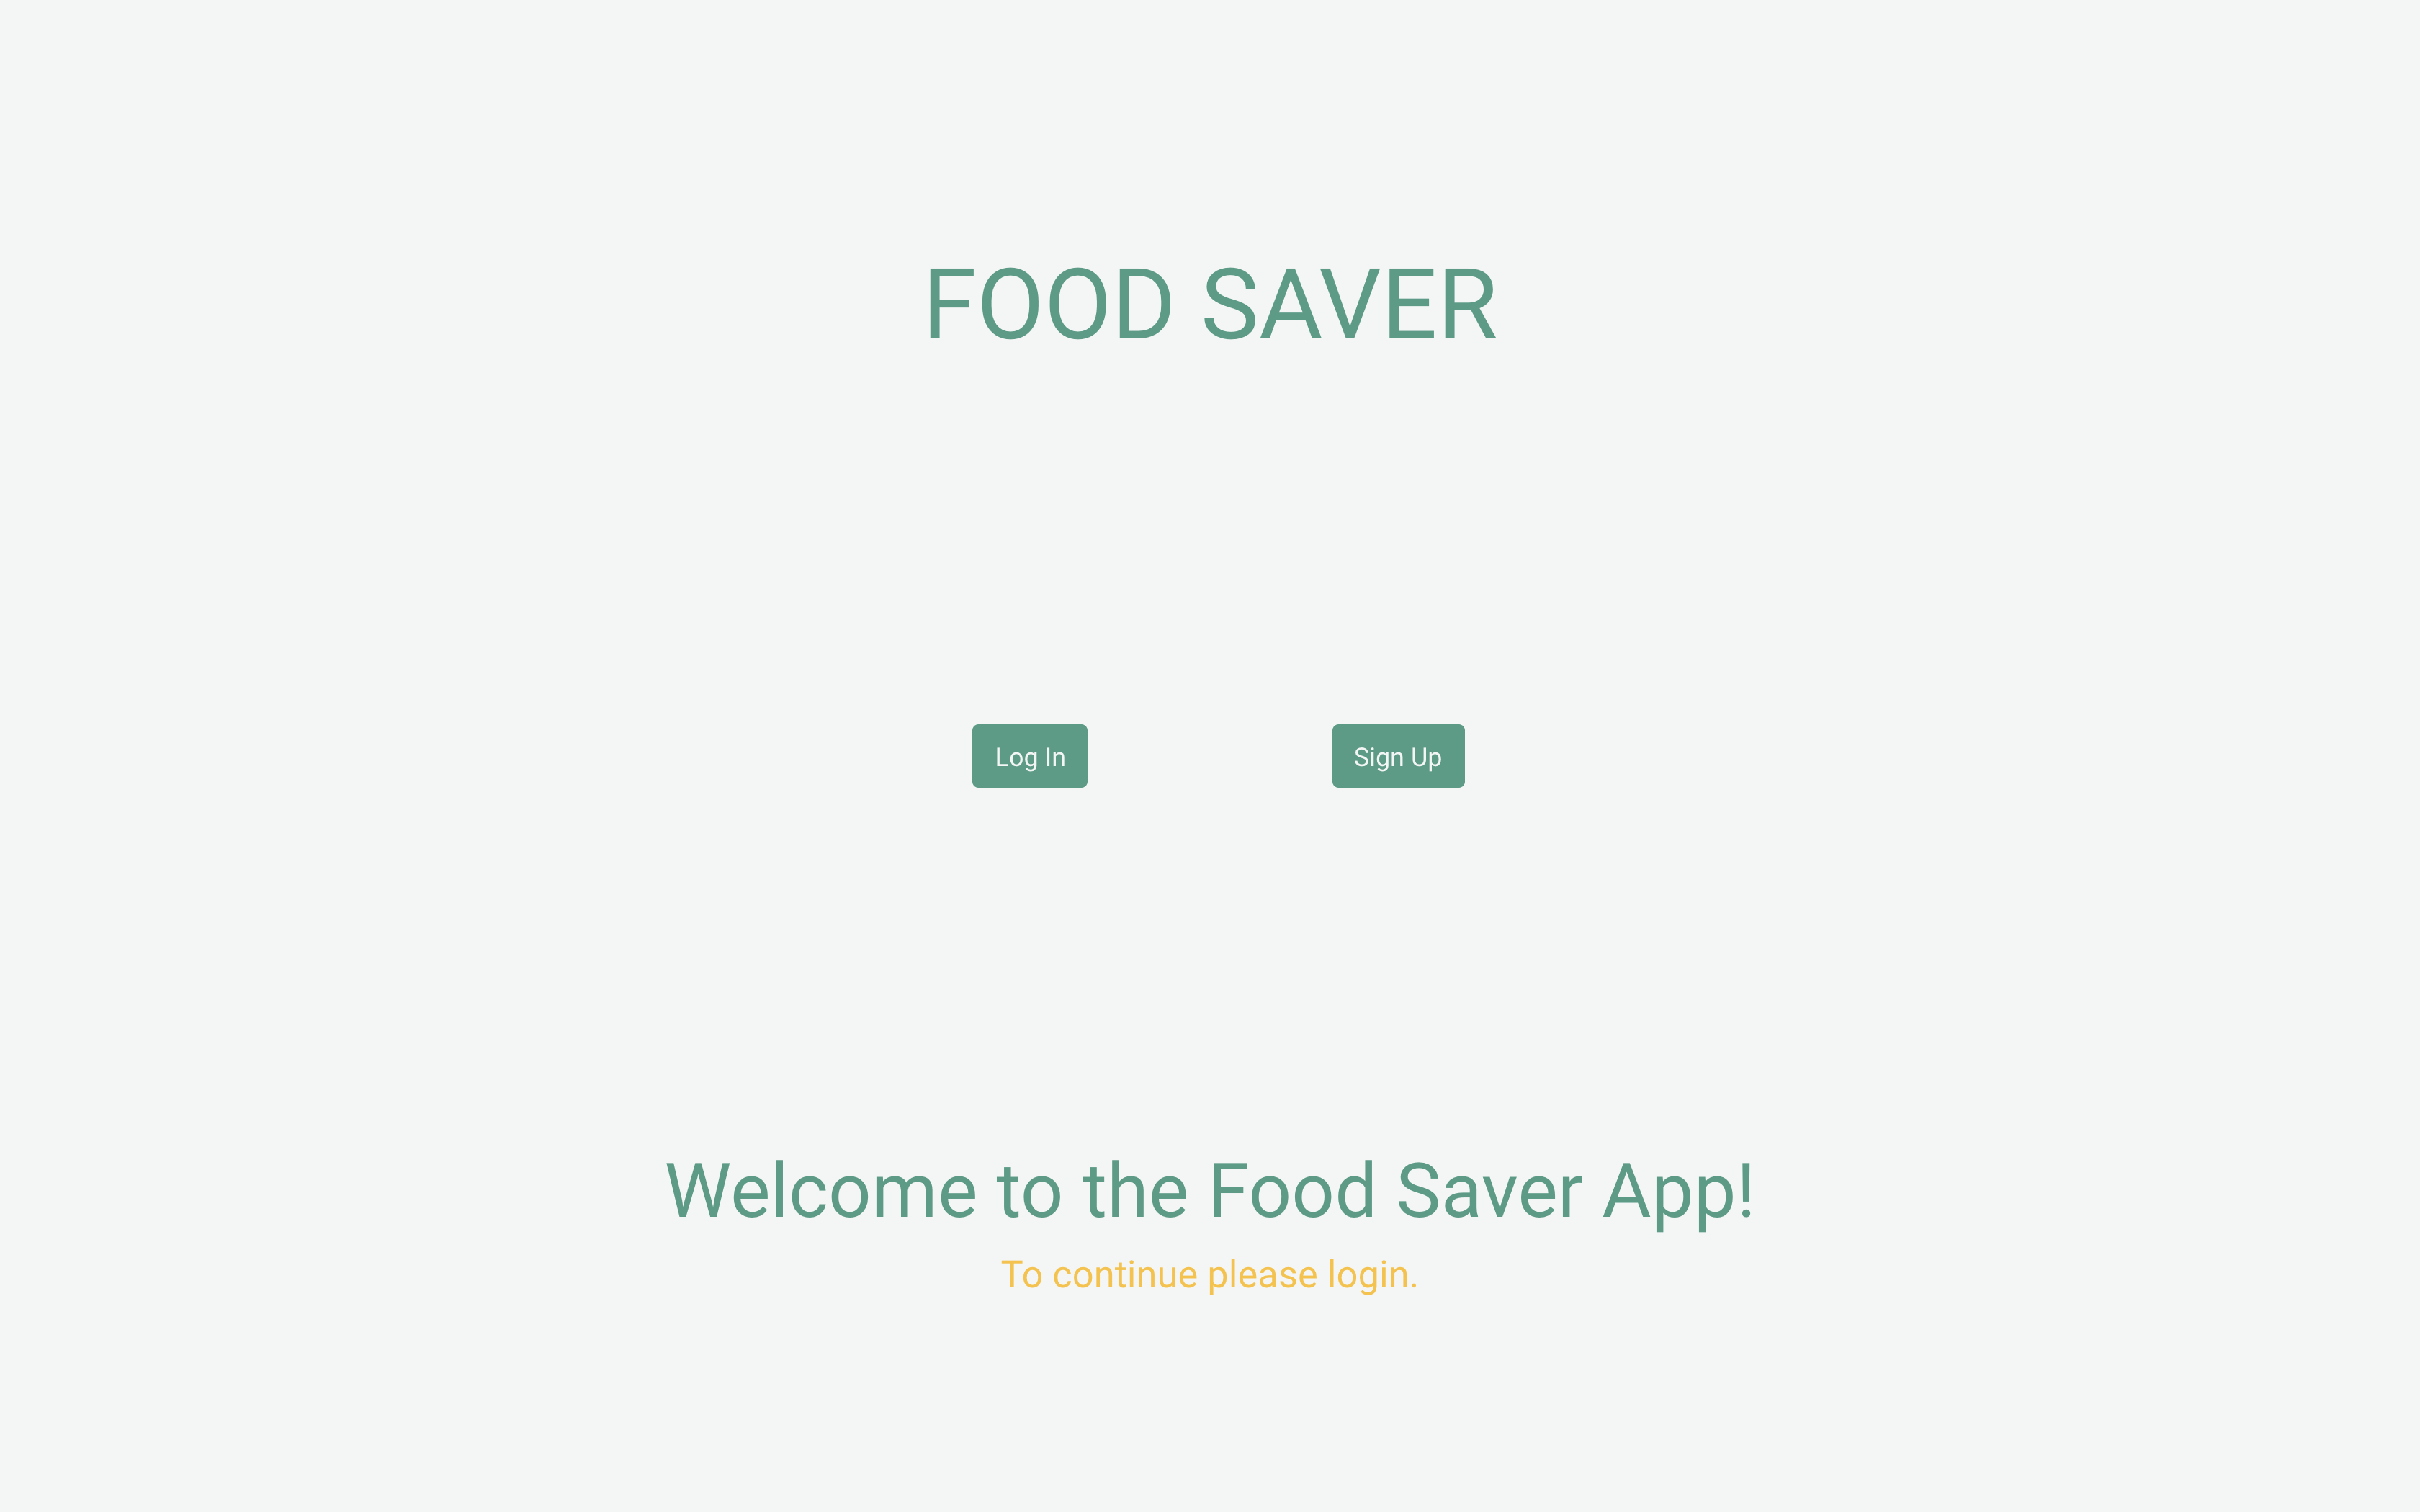 FOOD SAVER
Log In
Sign Up
Welcome to the Food Saver App!
To continue please login.